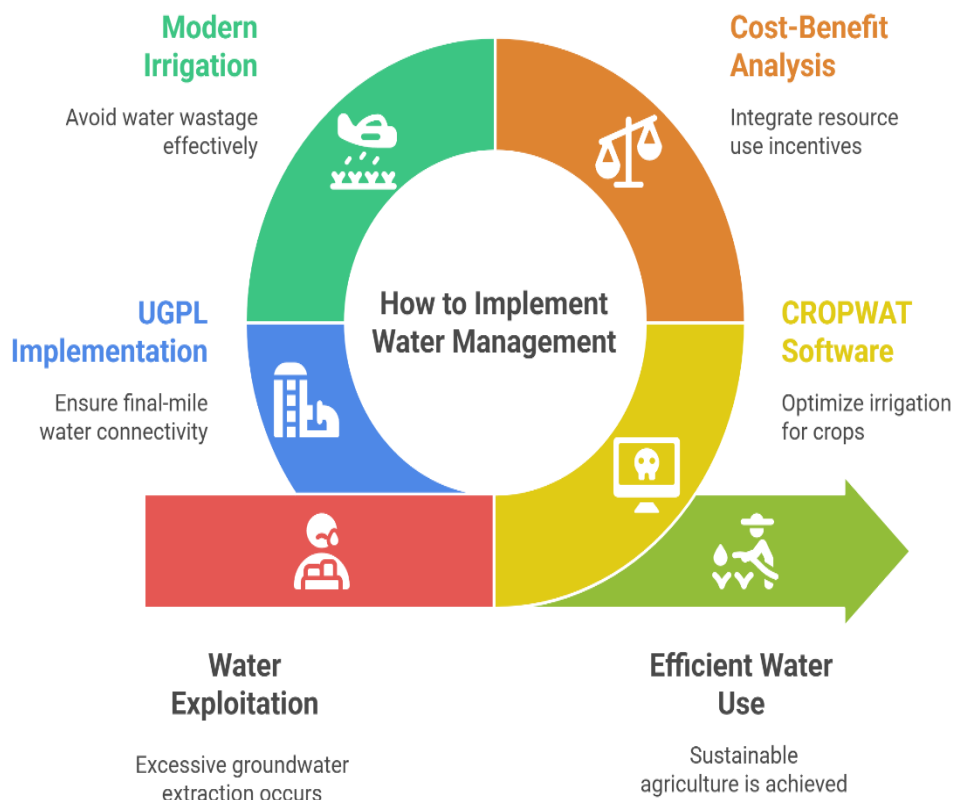 Modern
Irrigation
Avoid water wastage
effectively
Cost-Benefit
Analysis
Integrate resource
use incentives
UGPL
Implementation
Ensure final-mile
water connectivity
How to Implement
Water Management
CROPWAT
Software
Optimize irrigation
for crops
Water
Exploitation
Excessive groundwater
extraction occurs
Efficient Water
Use
Sustainable
agriculture is achieved